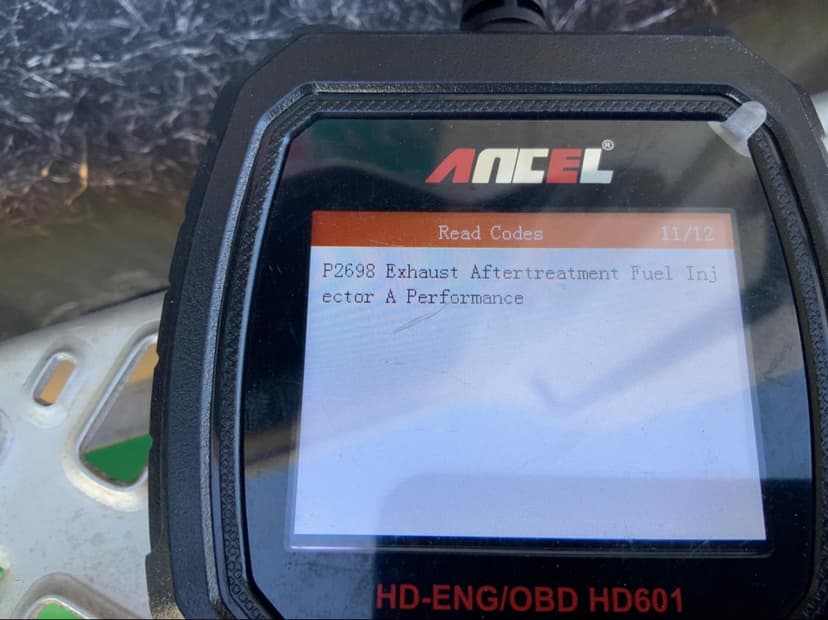 ANCEL®
Read Codes 11/12
P2698 Exhaust Aftertreatment Fuel Inj
ector A Performance
HD-ENG/OBD HD601